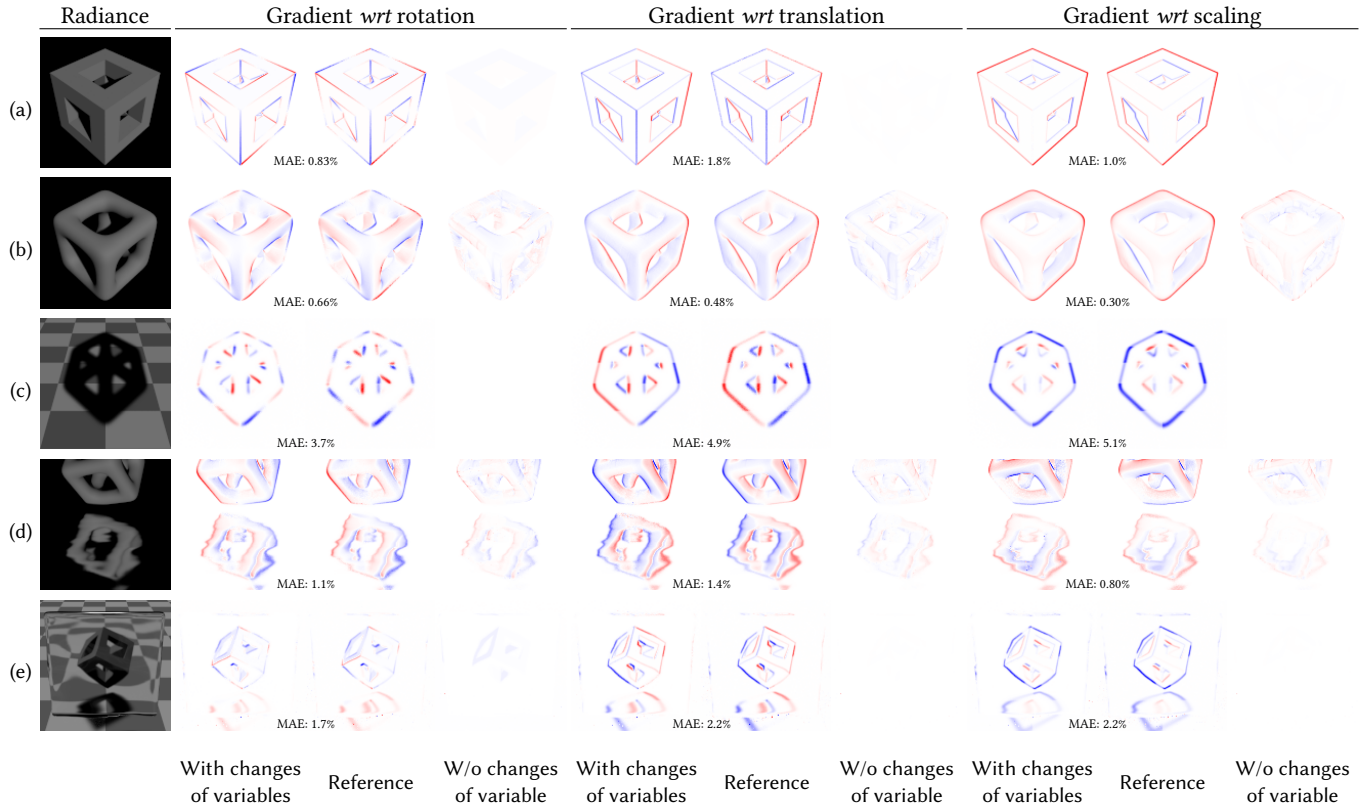 Radiance Gradient wrt rotation Gradient wrt translation Gradient wrt scaling
(a)
MAE: 0.83% MAE: 1.8% MAE: 1.0%
(b)
MAE: 0.66% MAE: 0.48% MAE: 0.30%
(c)
MAE: 3.7% MAE: 4.9% MAE: 5.1%
(d)
MAE: 1.1% MAE: 1.4% MAE: 0.80%
(e)
MAE: 1.7% MAE: 2.2% MAE: 2.2%
With changes of variables Reference W/o changes of variable With changes of variables Reference W/o changes of variable With changes of variables Reference W/o changes of variable